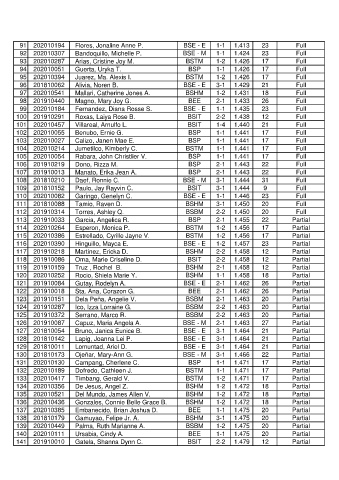 91 202010194 Flores, Jonaline Anne P. BSE - E 1-1 1.413 23 Full
92 202010307 Bandoquillo, Michelle P. BSE - M 1-1 1.424 23 Full
93 202010287 Arias, Cristine Joy M. BSTM 1-2 1.426 17 Full
94 202010051 Guerta, Uryka T. BSP 1-1 1.426 17 Full
95 202010394 Juarez, Ma. Alexis I. BSTM 1-2 1.426 17 Full
96 201810062 Alivia, Noren B. BSE - E 3-1 1.429 21 Full
97 202010541 Mallari, Catherine Jones A. BSHM 1-2 1.431 18 Full
98 201910440 Magno, Mary Joy G. BEE 2-1 1.433 26 Full
99 202010184 Fernandez, Diana Rosse S. BSE - E 1-1 1.435 23 Full
100 201910291 Roxas, Laiya Rose B. BSIT 2-2 1.438 12 Full
101 202010457 Villareal, Arnulfo L. BSIT 1-4 1.440 21 Full
102 202010055 Benubo, Ernie G. BSP 1-1 1.441 17 Full
103 202010027 Calizo, Janen Mae E. BSP 1-1 1.441 17 Full
104 202010214 Jumetilco, Kimberly C. BSTM 1-1 1.441 17 Full
105 202010054 Rabara, John Christler V. BSP 1-1 1.441 17 Full
106 201910219 Dono, Rizza M. BSP 2-1 1.443 22 Full
107 201910013 Marato, Erika Jean A. BSP 2-1 1.443 22 Full
108 201810210 Dapf, Ronnie C. BSE - M 3-1 1.444 31 Full
109 201810152 Paulo, Jay Rayvin C. BSIT 3-1 1.444 9 Full
110 202010082 Garingo, Genelyn C. BSE - E 1-1 1.446 23 Full
111 201810088 Tamio, Raven D. BSHM 3-1 1.450 20 Full
112 201910314 Torres, Ashley Q. BSBM 2-2 1.450 20 Full
113 201910033 Garcia, Angelica R. BSP 2-1 1.455 22 Partial
114 202010264 Esperon, Monica P. BSTM 1-2 1.456 17 Partial
115 202010386 Estrellado, Cyrille Jayne V. BSTM 1-2 1.456 17 Partial
116 202010390 Hinguillo, Mayca E. BSE - E 1-2 1.457 23 Partial
117 201910218 Martinez, Ericka D. BSHM 2-2 1.458 12 Partial
118 201910086 Oma, Marie Criseline D BSIT 2-2 1.458 12 Partial
119 201910159 Truz , Rochel B. BSHM 2-1 1.458 12 Partial
120 202010252 Rocio, Shiela Marie Y. BSHM 1-1 1.458 18 Partial
121 201910084 Gutay, Rodelyn A. BSE - E 2-1 1.462 26 Partial
122 201910018 Sta. Ana, Corazon G. BEE 2-1 1.462 26 Partial
123 201910151 Dela Peña, Angelie V. BSBM 2-1 1.463 20 Partial
124 201910287 Ico, Izza Lorraine G. BSBM 2-2 1.463 20 Partial
125 201910372 Serrano, Marco R. BSBM 2-2 1.463 20 Partial
126 201910087 Capuz, Maria Angela A. BSE - M 2-1 1.463 27 Partial
127 201810054 Bruno, Janica Eunica B. BSE - E 3-1 1.464 21 Partial
128 201810142 Lapig, Joanna Lei P. BSE - E 3-1 1.464 21 Partial
129 201810011 Lumontad, Ariel D. BSE - E 3-1 1.464 21 Partial
130 201810173 Ojeñar, Mary-Ann G. BSE - M 3-1 1.466 22 Partial
131 202010130 Campang, Cherlene C. BSP 1-1 1.471 17 Partial
132 202010189 Dofredo, Cathleen J. BSTM 1-1 1.471 17 Partial
133 202010417 Timbang, Gerald V. BSTM 1-2 1.471 17 Partial
134 202010356 De Jesus, Angel Z. BSHM 1-2 1.472 18 Partial
135 202010521 Del Mundo, James Allen V. BSHM 1-2 1.472 18 Partial
136 202010436 Gonzales, Connie Belle Grace B. BSHM 1-2 1.472 18 Partial
137 202010385 Embanecido, Brian Joshua D. BEE 1-1 1.475 20 Partial
138 201810179 Gamuyao, Felipe Jr. A. BSHM 3-1 1.475 20 Partial
139 202010449 Palma, Ruth Marianne A. BSBM 1-2 1.475 20 Partial
140 202010111 Ursabia, Cindy A. BEE 1-1 1.475 20 Partial
141 201910010 Galela, Shanna Dynn C. BSIT 2-2 1.479 12 Partial